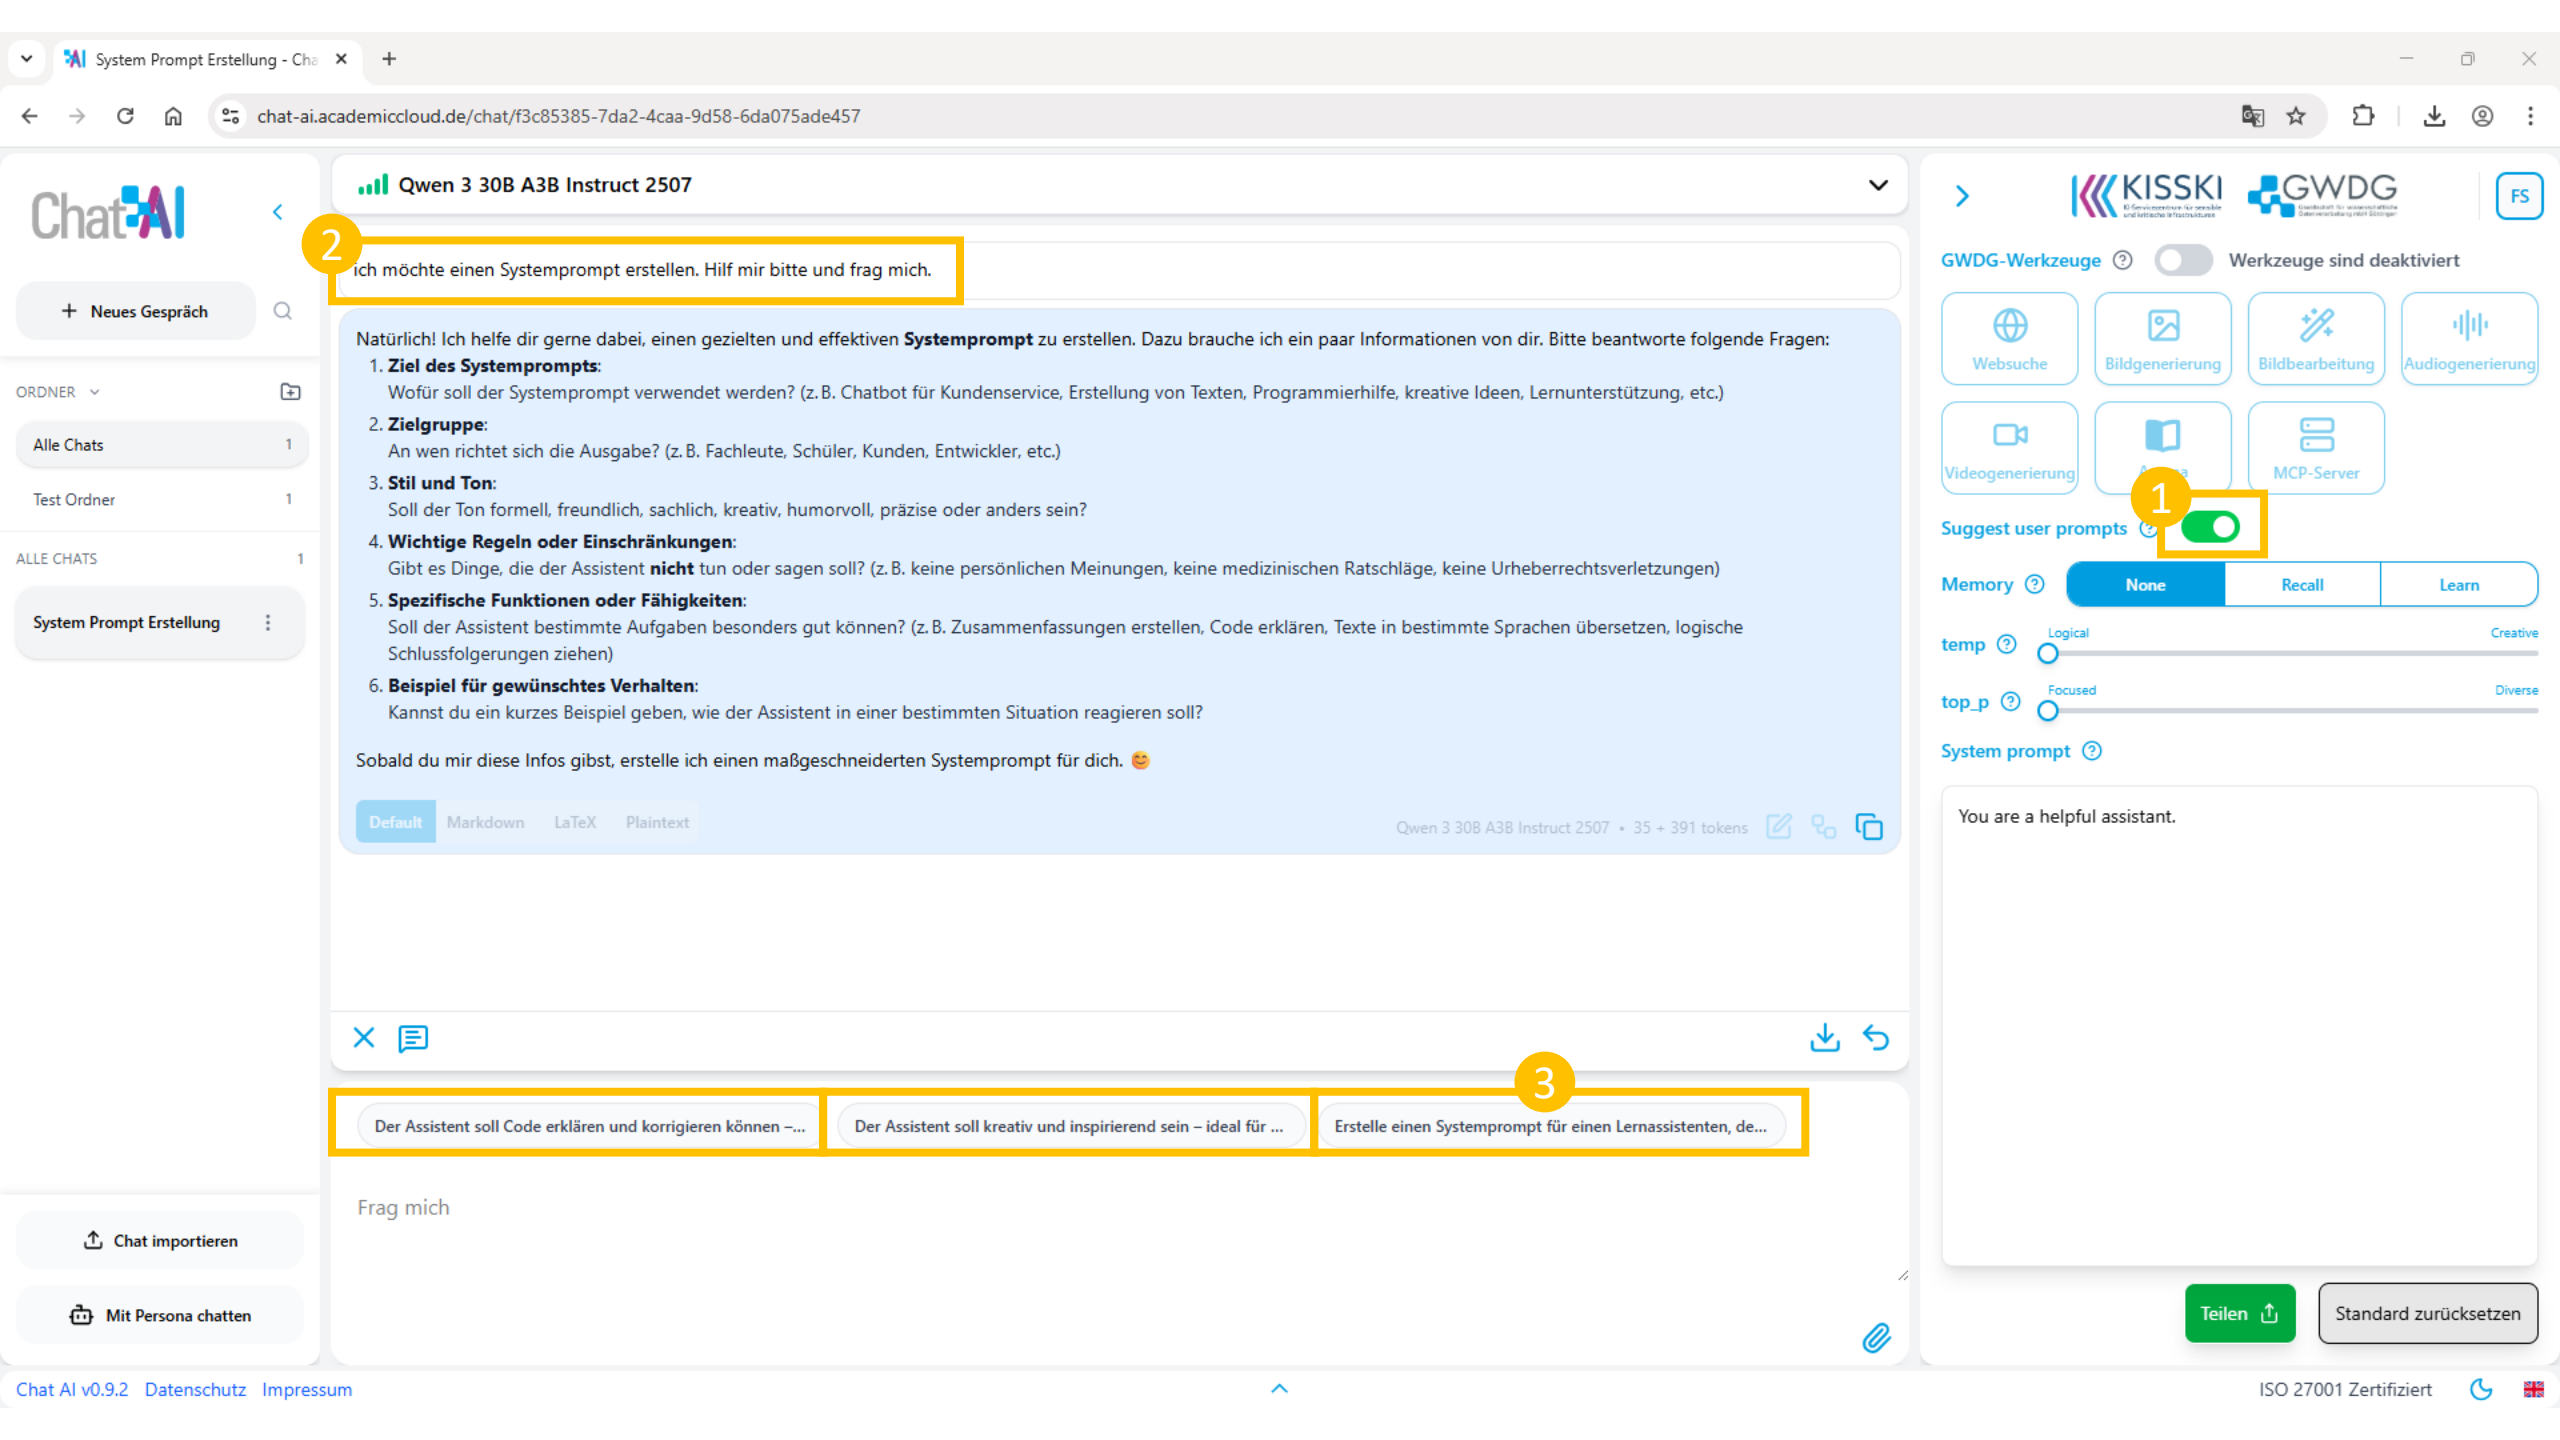 System Prompt Erstellung - Cha
chat-ai.academiccloud.de/chat/f3c85385-7da2-4caa-9d58-6da075ade457
Chat AI
Neues Gespräch
ORDNER
Alle Chats 1
Test Ordner 1
ALLE CHATS 1
System Prompt Erstellung
Chat importieren
Mit Persona chatten
Qwen 3 30B A3B Instruct 2507
2
ich möchte einen Systemprompt erstellen. Hilf mir bitte und frag mich.
Natürlich! Ich helfe dir gerne dabei, einen gezielten und effektiven Systemprompt zu erstellen. Dazu brauche ich ein paar Informationen von dir. Bitte beantworte folgende Fragen:
1. Ziel des Systemprompts:
Wofür soll der Systemprompt verwendet werden? (z. B. Chatbot für Kundenservice, Erstellung von Texten, Programmierhilfe, kreative Ideen, Lernunterstützung, etc.)
2. Zielgruppe:
An wen richtet sich die Ausgabe? (z. B. Fachleute, Schüler, Kunden, Entwickler, etc.)
3. Stil und Ton:
Soll der Ton formell, freundlich, sachlich, kreativ, humorvoll, präzise oder anders sein?
4. Wichtige Regeln oder Einschränkungen:
Gibt es Dinge, die der Assistent nicht tun oder sagen soll? (z. B. keine persönlichen Meinungen, keine medizinischen Ratschläge, keine Urheberrechtsverletzungen)
5. Spezifische Funktionen oder Fähigkeiten:
Soll der Assistent bestimmte Aufgaben besonders gut können? (z. B. Zusammenfassungen erstellen, Code erklären, Texte in bestimmte Sprachen übersetzen, logische
Schlussfolgerungen ziehen)
6. Beispiel für gewünschtes Verhalten:
Kannst du ein kurzes Beispiel geben, wie der Assistent in einer bestimmten Situation reagieren soll?
Sobald du mir diese Infos gibst, erstelle ich einen maßgeschneiderten Systemprompt für dich. 😊
Default Markdown LaTeX Plaintext
Qwen 3 30B A3B Instruct 2507 • 35 + 391 tokens
3
Der Assistent soll Code erklären und korrigieren können –...
Der Assistent soll kreativ und inspirierend sein – ideal für ...
Erstelle einen Systemprompt für einen Lernassistenten, de...
Frag mich
KISSKI
GWDG
FS
GWDG-Werkzeuge Werkzeuge sind deaktiviert
Websuche Bildgenerierung Bildbearbeitung Audiogenerierung
Videogenerierung MCP-Server
1
Suggest user prompts
Memory None Recall Learn
temp Logical Creative
top_p Focused Diverse
System prompt
You are a helpful assistant.
Teilen Standard zurücksetzen
Chat AI v0.9.2 Datenschutz Impressum
ISO 27001 Zertifiziert